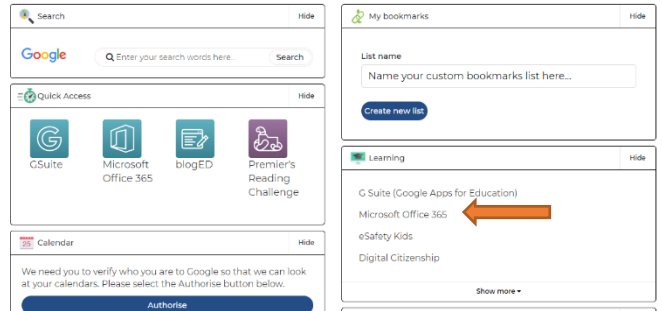 Search
Hide
Google
Enter your search words here..
Search
Quick Access
Hide
GSuite
Microsoft
Office 365
blogED
Premier's
Reading
Challenge
25
Calendar
Hide
We need you to verify who you are to Google so that we can look
at your calendars. Please select the Authorise button below.
Authorise
My bookmarks
Hide
List name
Name your custom bookmarks list here...
Create new list
Learning
Hide
G Suite (Google Apps for Education)
Microsoft Office 365
eSafety Kids
Digital Citizenship
Show more